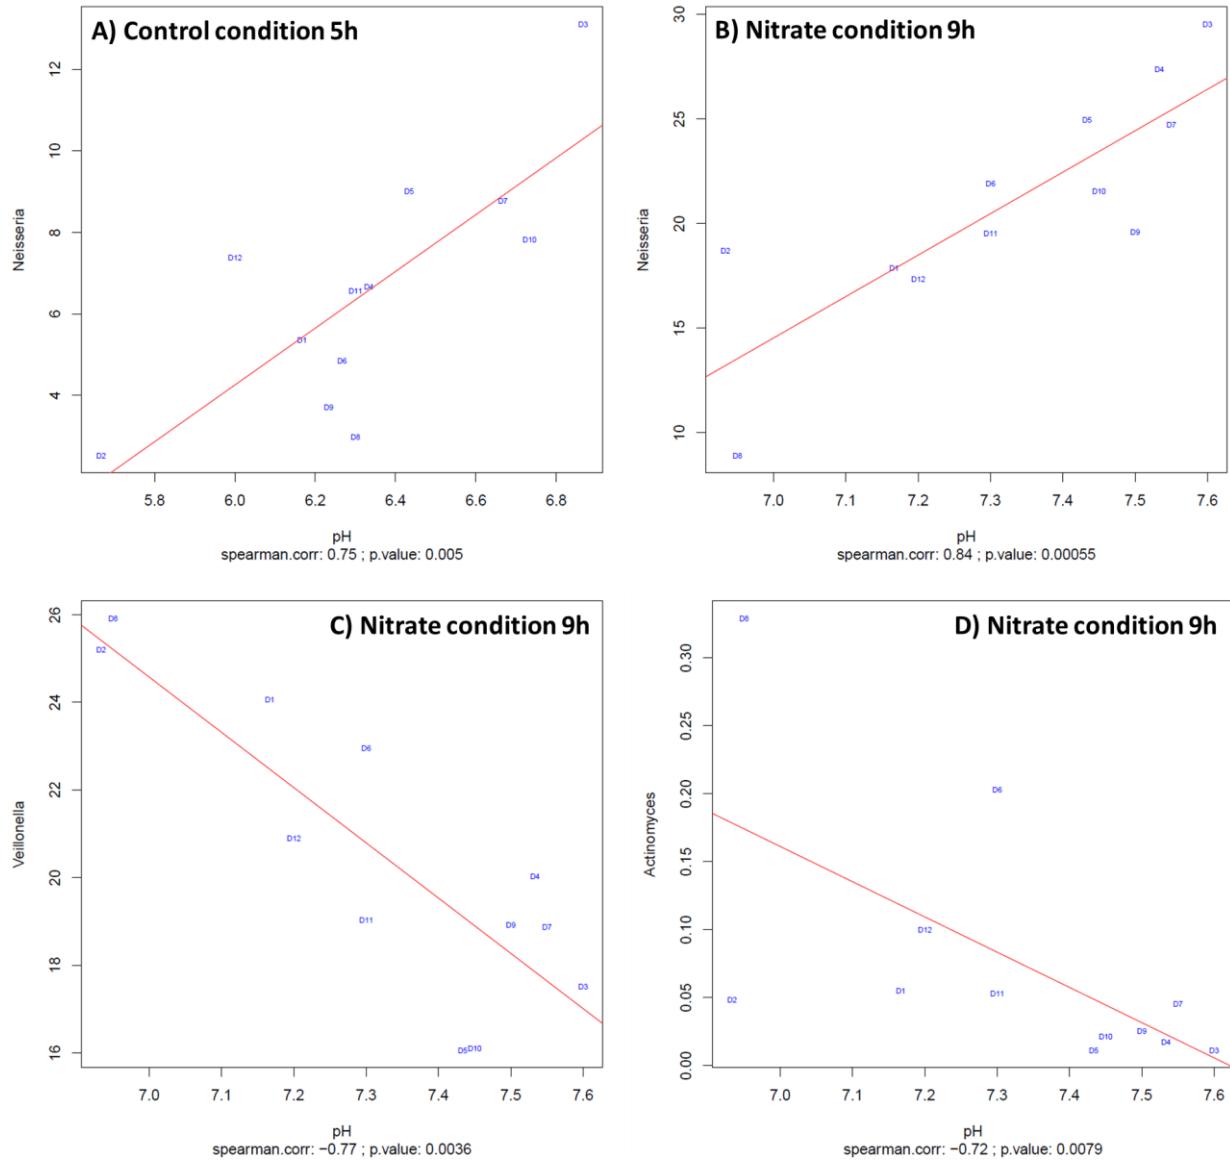 A) Control condition 5h
Neisseria
12
10
8
6
4
D3
D5
D7
D10
D12
D4
D11
D1
D6
D9
D8
D2
5.8 6.0 6.2 6.4 6.6 6.8
pH
spearman.corr: 0.75 ; p.value: 0.005
B) Nitrate condition 9h
Neisseria
30
25
20
15
10
D3
D4
D5
D7
D6
D10
D11
D9
D2
D1
D12
D8
7.0 7.1 7.2 7.3 7.4 7.5 7.6
pH
spearman.corr: 0.84 ; p.value: 0.00055
C) Nitrate condition 9h
Veillonella
26
24
22
20
18
16
D8
D2
D1
D6
D12
D4
D11
D9
D7
D3
D5
D10
7.0 7.1 7.2 7.3 7.4 7.5 7.6
pH
spearman.corr: −0.77 ; p.value: 0.0036
D) Nitrate condition 9h
Actinomyces
0.30
0.25
0.20
0.15
0.10
0.05
0.00
D8
D6
D12
D1
D11
D2
D7
D9
D10
D4
D5
D3
7.0 7.1 7.2 7.3 7.4 7.5 7.6
pH
spearman.corr: −0.72 ; p.value: 0.0079